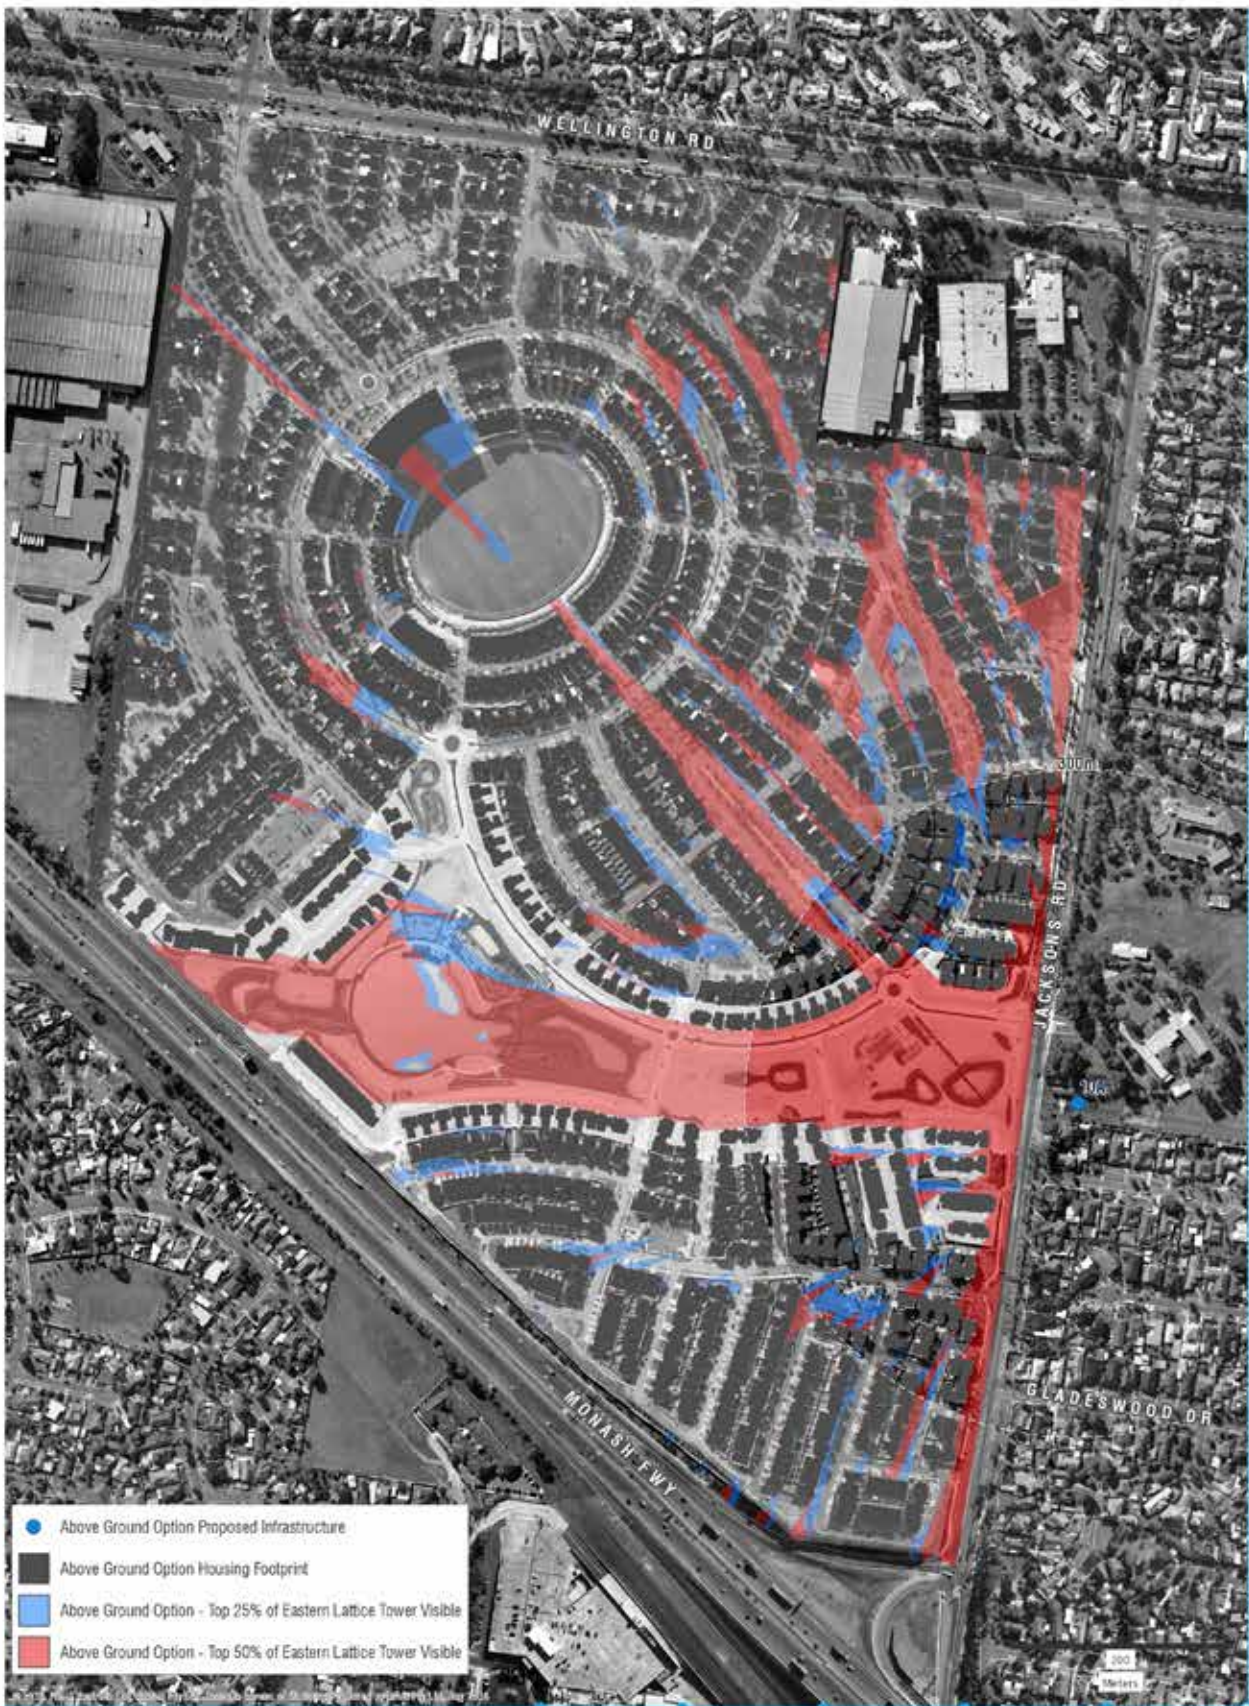 WELLINGTON RD
300m
JACKSONS RD
GLADESWOOD DR
MONASH FWY
Above Ground Option Proposed Infrastructure
Above Ground Option Housing Footprint
Above Ground Option - Top 25% of Eastern Lattice Tower Visible
Above Ground Option - Top 50% of Eastern Lattice Tower Visible
200
Meters